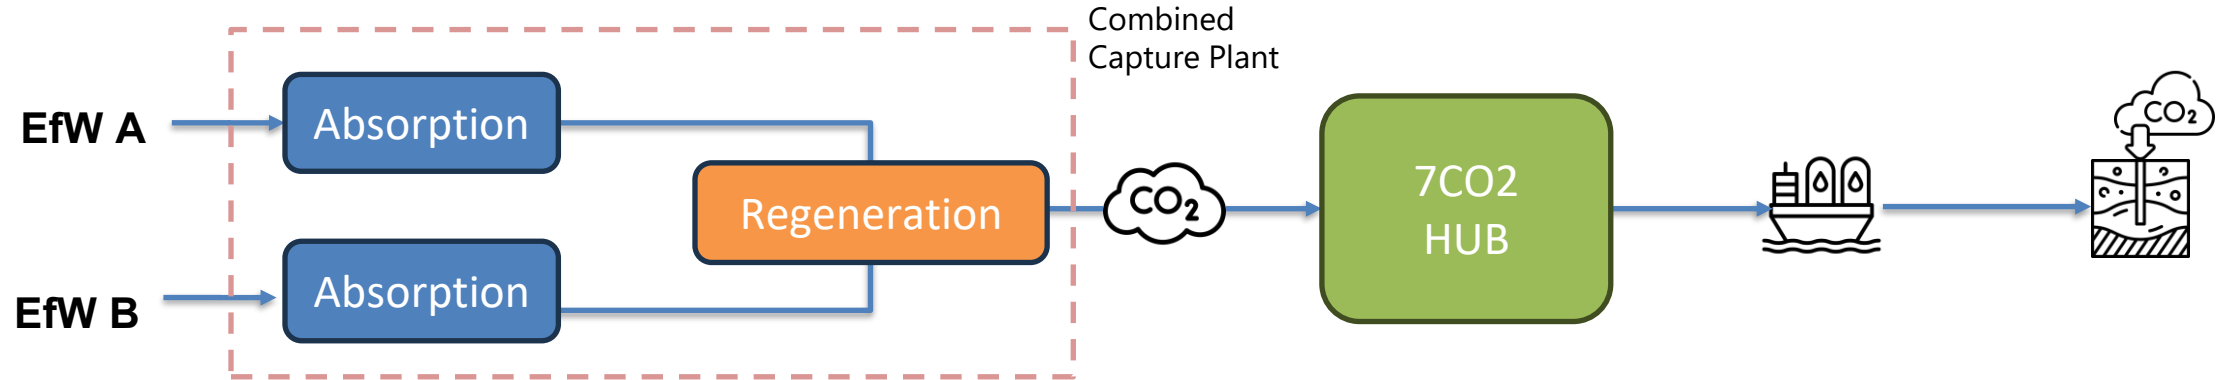 Combined
Capture Plant
EfW A
Absorption
Regeneration
EfW B
Absorption
CO2
7CO2
HUB
CO2